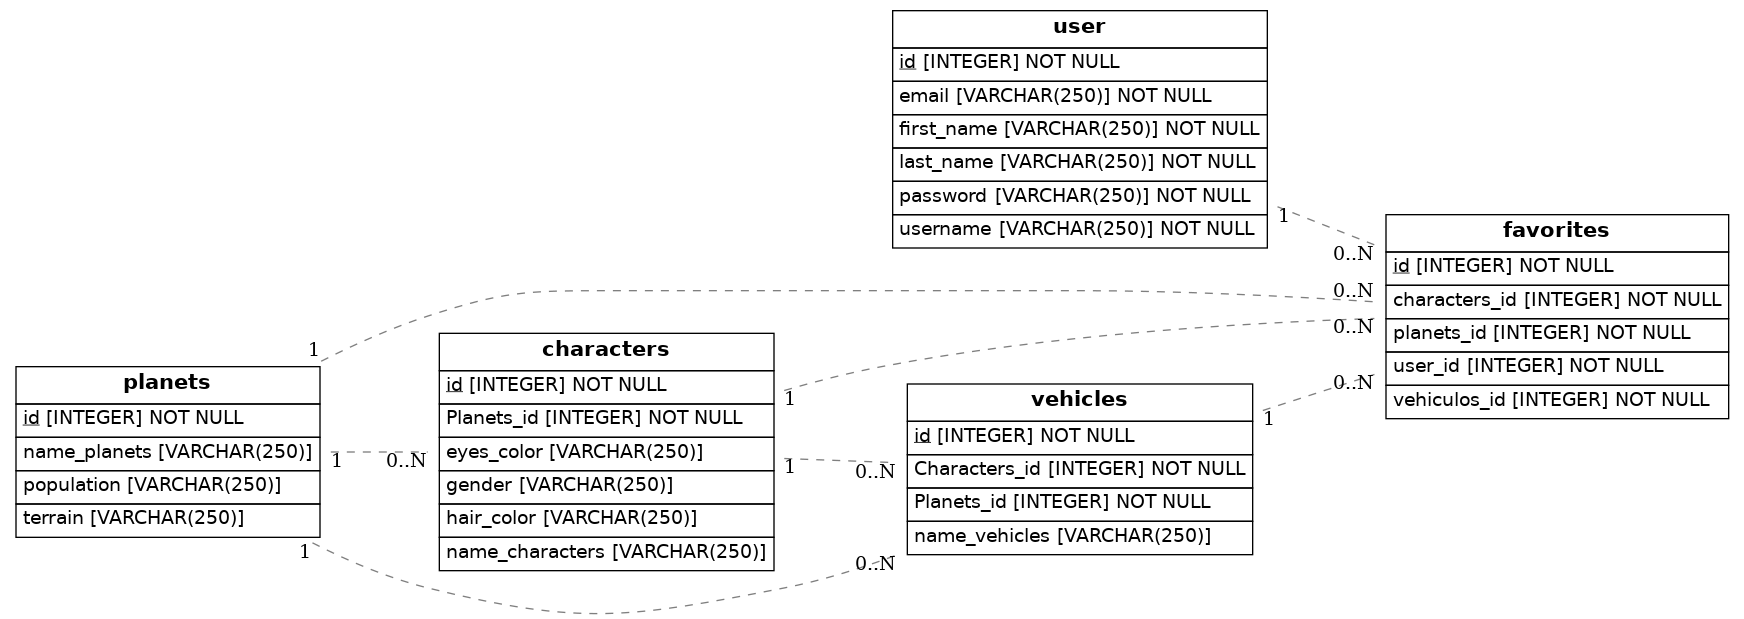 user
id [INTEGER] NOT NULL
email [VARCHAR(250)] NOT NULL
first_name [VARCHAR(250)] NOT NULL
last_name [VARCHAR(250)] NOT NULL
password [VARCHAR(250)] NOT NULL
username [VARCHAR(250)] NOT NULL
1
0..N
favorites
id [INTEGER] NOT NULL
characters_id [INTEGER] NOT NULL
planets_id [INTEGER] NOT NULL
user_id [INTEGER] NOT NULL
vehiculos_id [INTEGER] NOT NULL
0..N
0..N
0..N
1
planets
id [INTEGER] NOT NULL
name_planets [VARCHAR(250)]
population [VARCHAR(250)]
terrain [VARCHAR(250)]
1
0..N
1
characters
id [INTEGER] NOT NULL
Planets_id [INTEGER] NOT NULL
eyes_color [VARCHAR(250)]
gender [VARCHAR(250)]
hair_color [VARCHAR(250)]
name_characters [VARCHAR(250)]
1
1
0..N
vehicles
id [INTEGER] NOT NULL
Characters_id [INTEGER] NOT NULL
Planets_id [INTEGER] NOT NULL
name_vehicles [VARCHAR(250)]
1
0..N